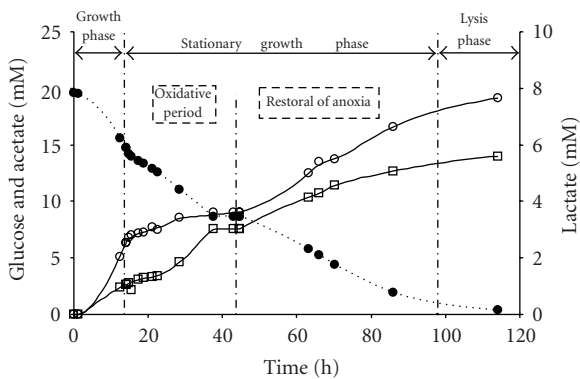 Growth
phase
Stationary growth phase
Lysis
phase
Oxidative
period
Restoral of anoxia
Glucose and acetate (mM)
25
20
15
10
5
0
Lactate (mM)
10
8
6
4
2
0
0 20 40 60 80 100 120
Time (h)